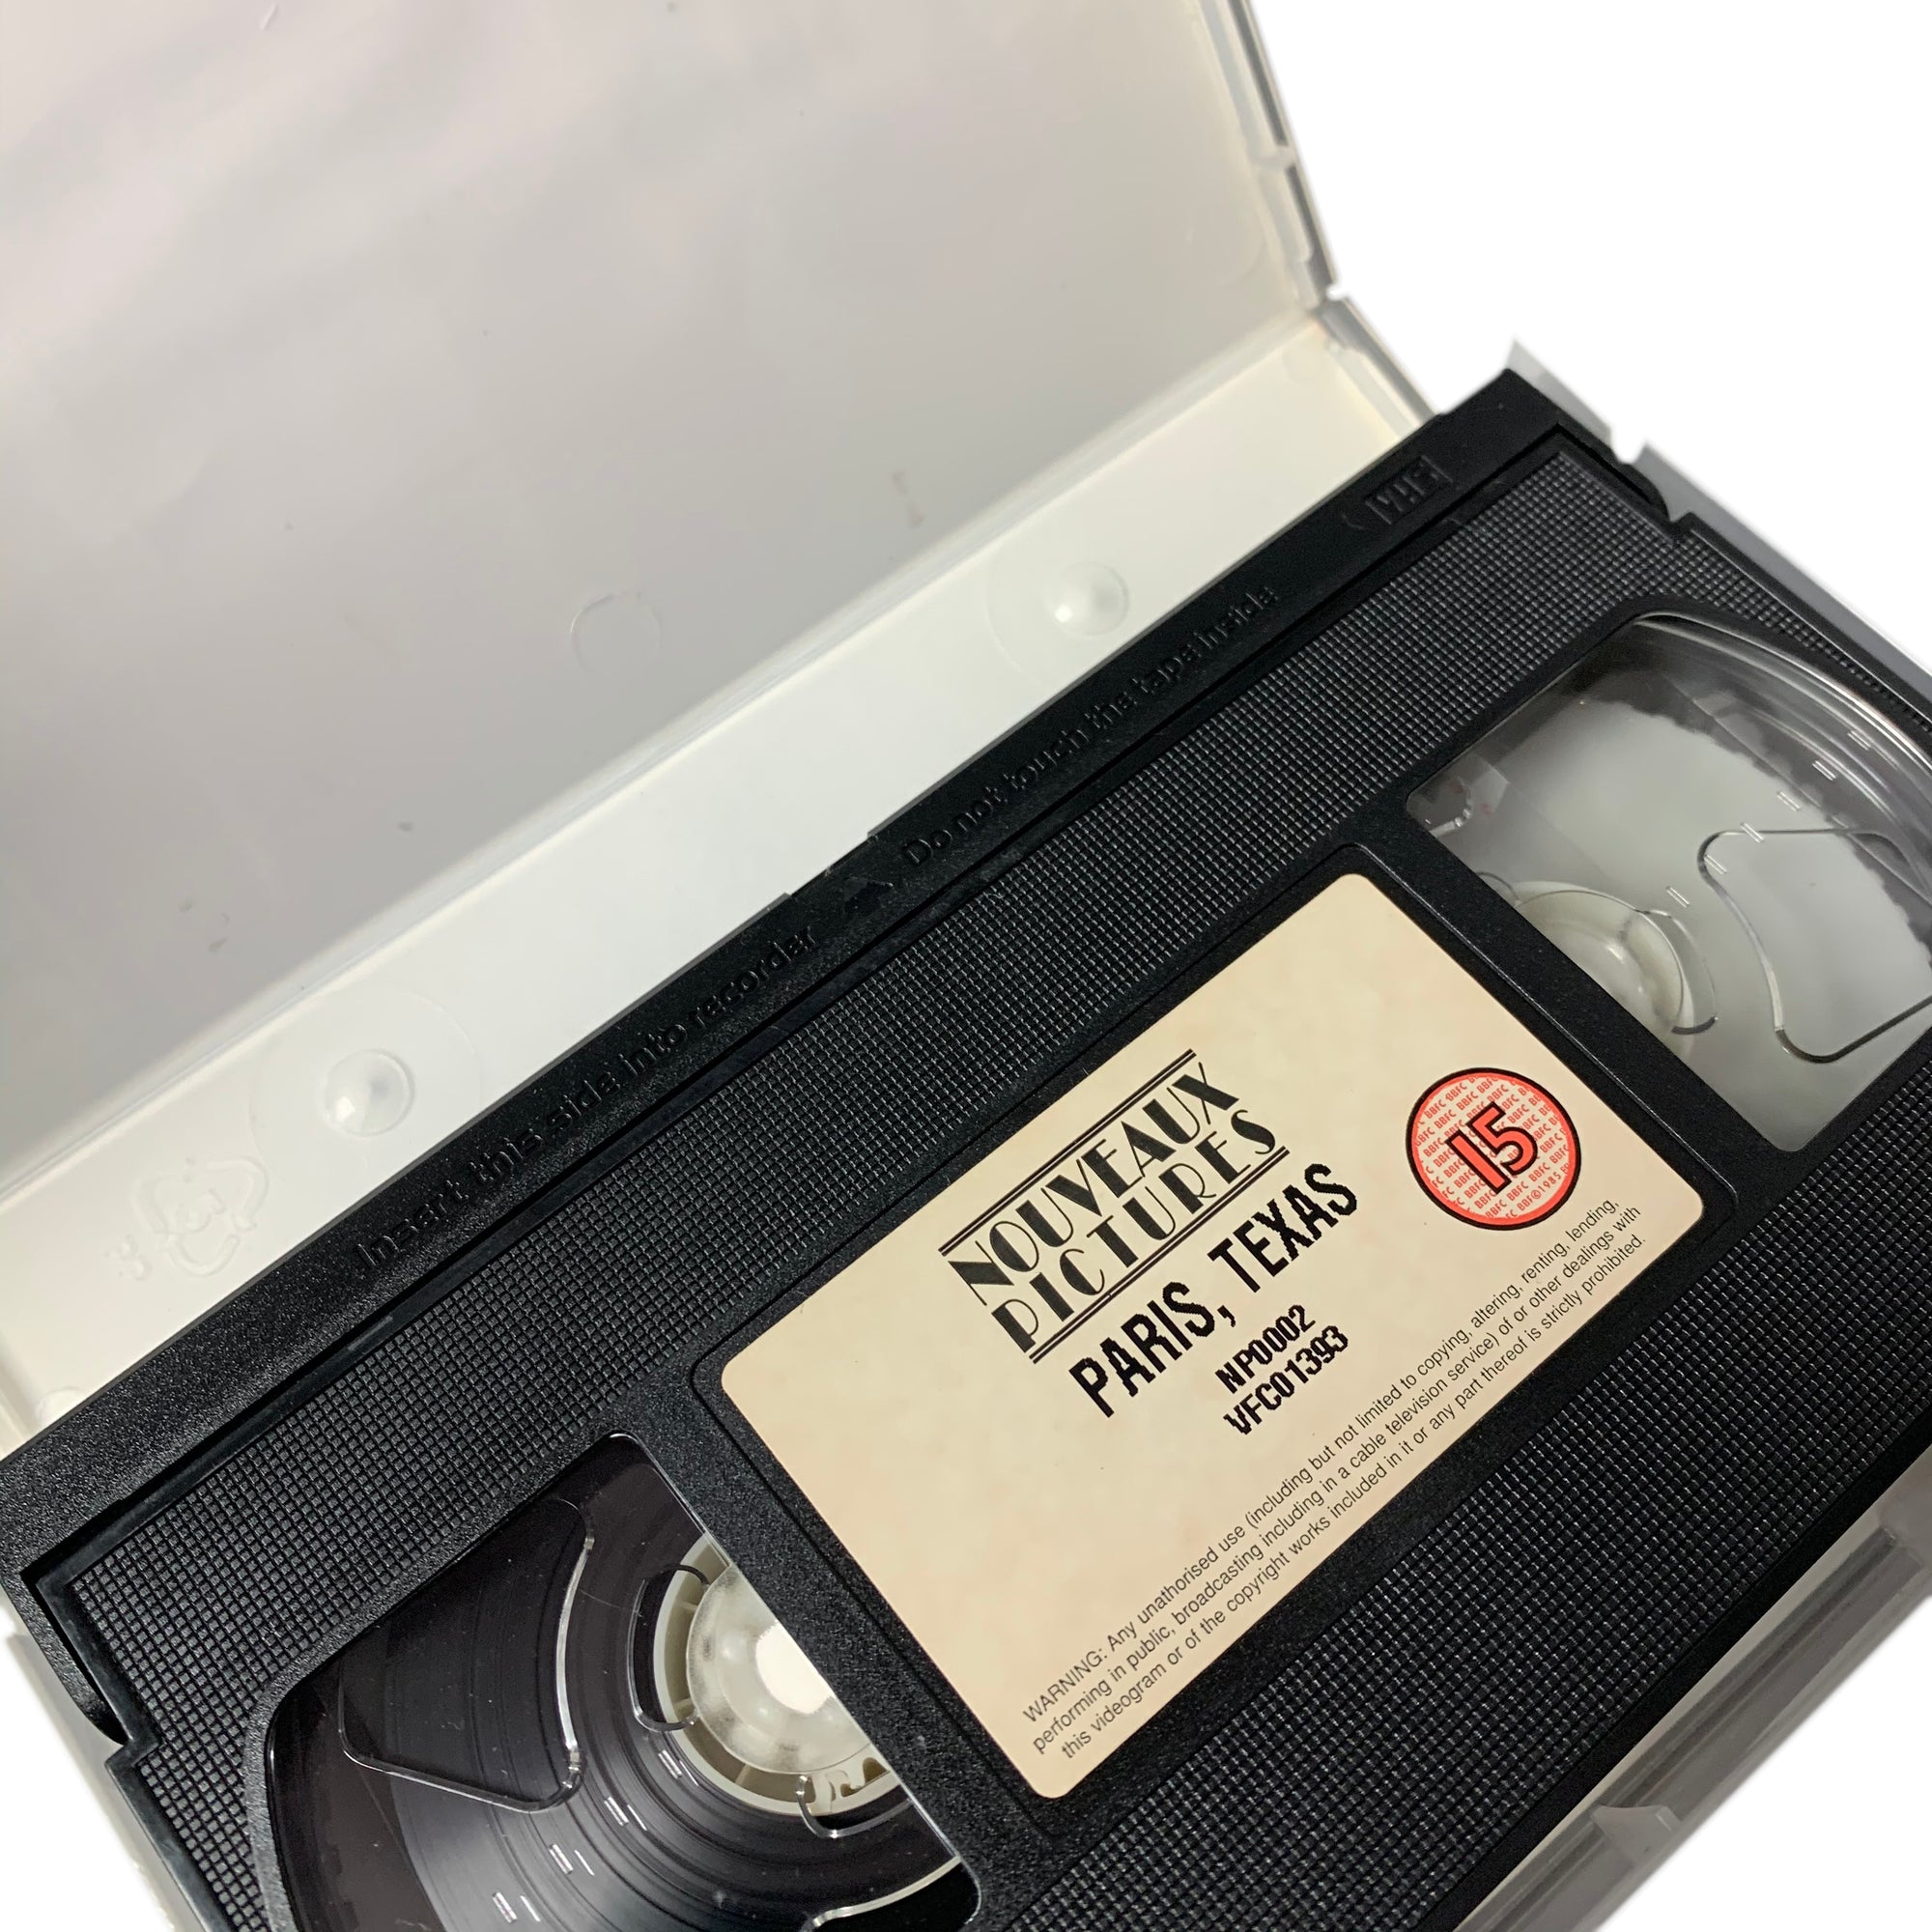 VHS
Insert this side into recorder
Do not touch the tape inside
NOUVEAUX
PICTURES
PARIS, TEXAS
NP0002
VFC01393
15
BBFC
©1985
WARNING: Any unathorised use (including but not limited to copying, altering, renting, lending,
performing in public, broadcasting including in a cable television service) of or other dealings with
this videogram or of the copyright works included in it or any part thereof is strictly prohibited.